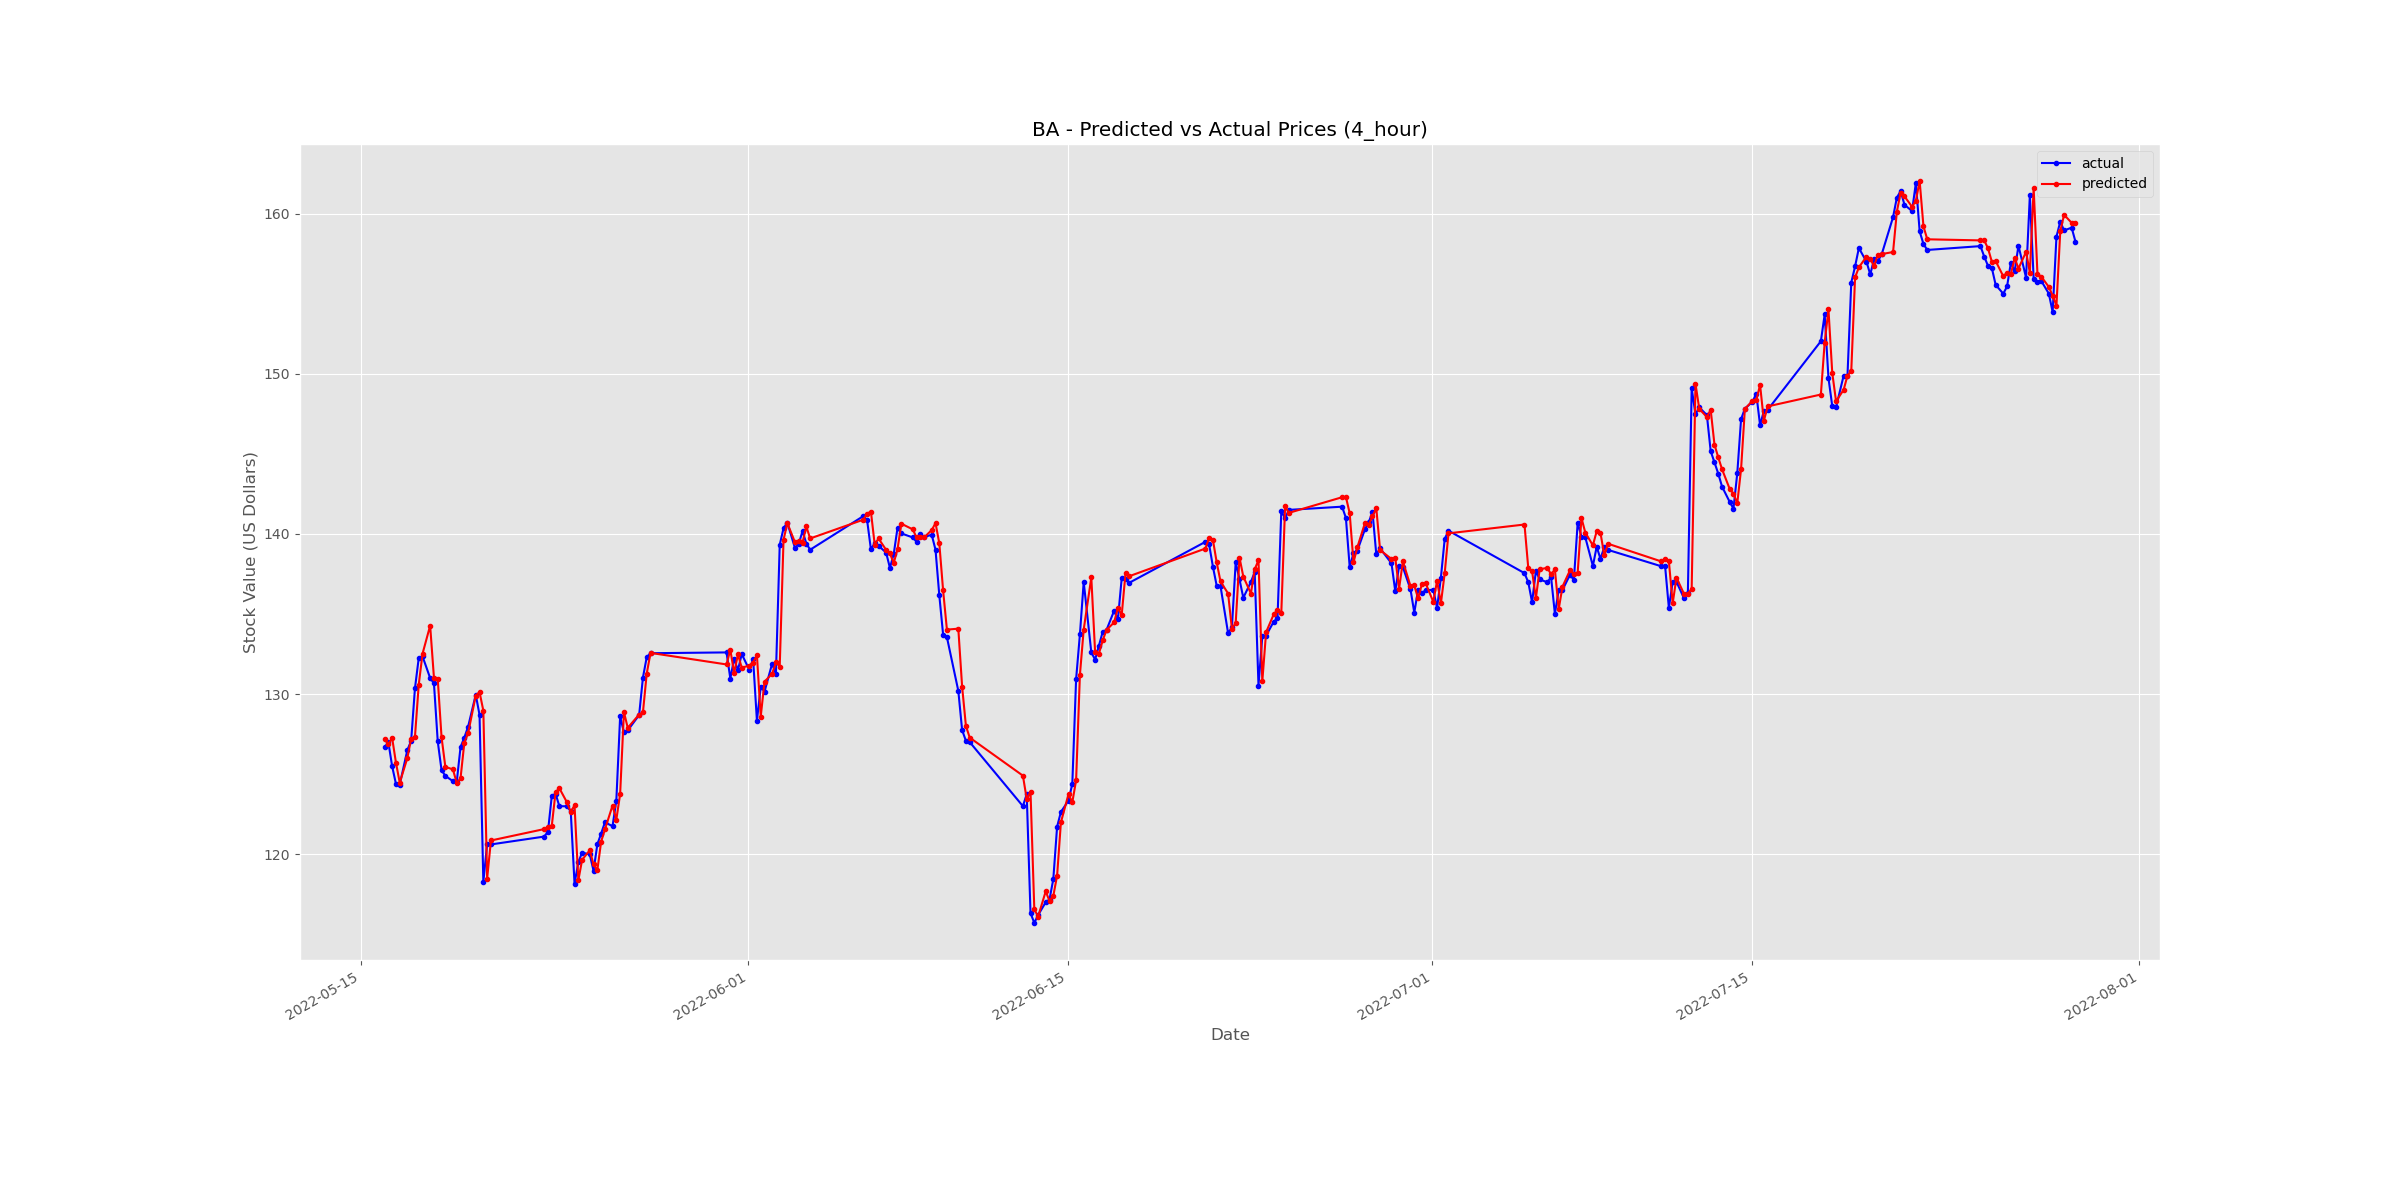 BA - Predicted vs Actual Prices (4_hour)
actual
predicted
Stock Value (US Dollars)
160
150
140
130
120
2022-05-15
2022-06-01
2022-06-15
2022-07-01
2022-07-15
2022-08-01
Date